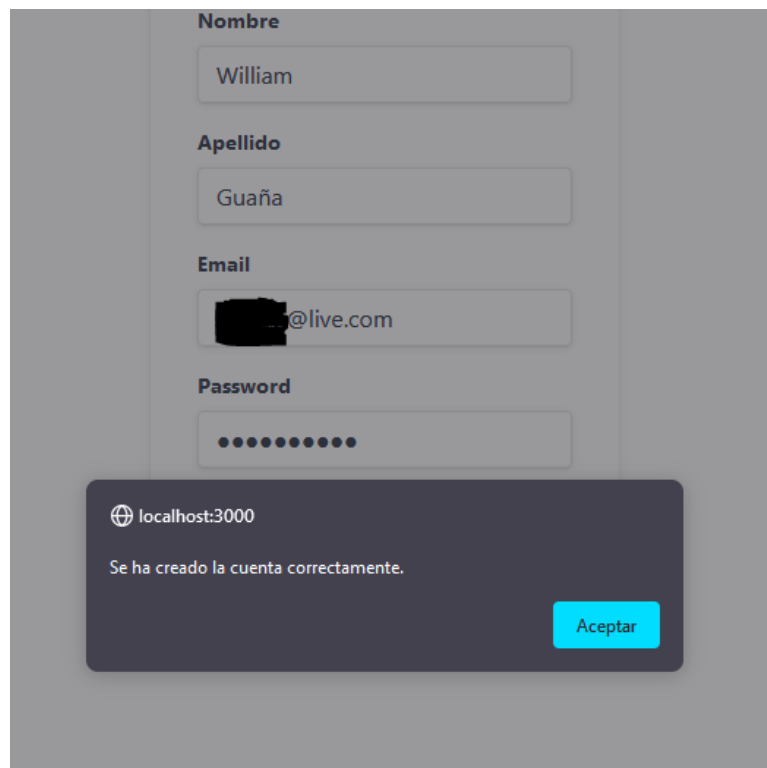 Nombre
William
Apellido
Guaña
Email
@live.com
Password
••••••••••
localhost:3000
Se ha creado la cuenta correctamente.
Aceptar